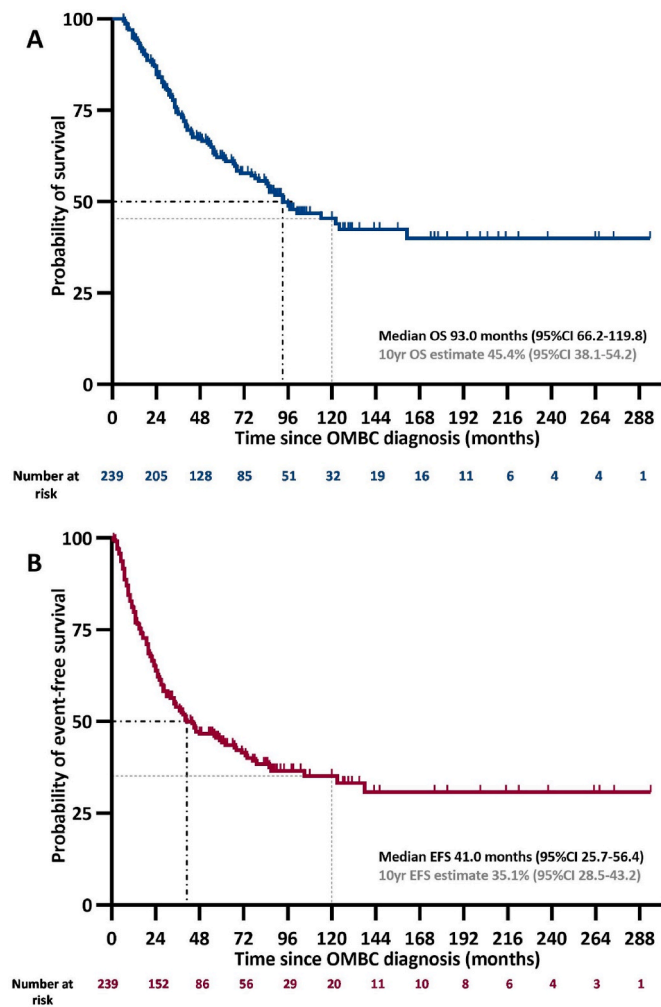 A
Probability of survival
100
75
50
25
0
Median OS 93.0 months (95%CI 66.2-119.8)
10yr OS estimate 45.4% (95%CI 38.1-54.2)
0 24 48 72 96 120 144 168 192 216 240 264 288
Time since OMBC diagnosis (months)
Number at risk 239 205 128 85 51 32 19 16 11 6 4 4 1
B
Probability of event-free survival
100
75
50
25
0
Median EFS 41.0 months (95%CI 25.7-56.4)
10yr EFS estimate 35.1% (95%CI 28.5-43.2)
0 24 48 72 96 120 144 168 192 216 240 264 288
Time since OMBC diagnosis (months)
Number at risk 239 152 86 56 29 20 11 10 8 6 4 3 1